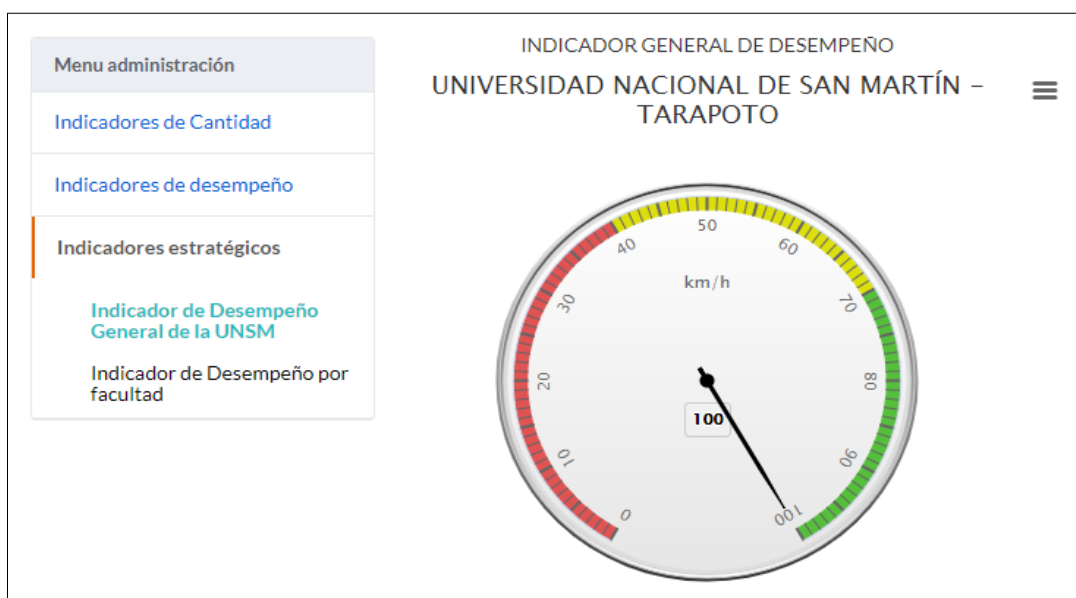 Menu administración
Indicadores de Cantidad
Indicadores de desempeño
Indicadores estratégicos
Indicador de Desempeño
General de la UNSM
Indicador de Desempeño por
facultad
INDICADOR GENERAL DE DESEMPEÑO
UNIVERSIDAD NACIONAL DE SAN MARTÍN –
TARAPOTO
0
10
20
30
40
50
60
70
80
90
100
km/h
100